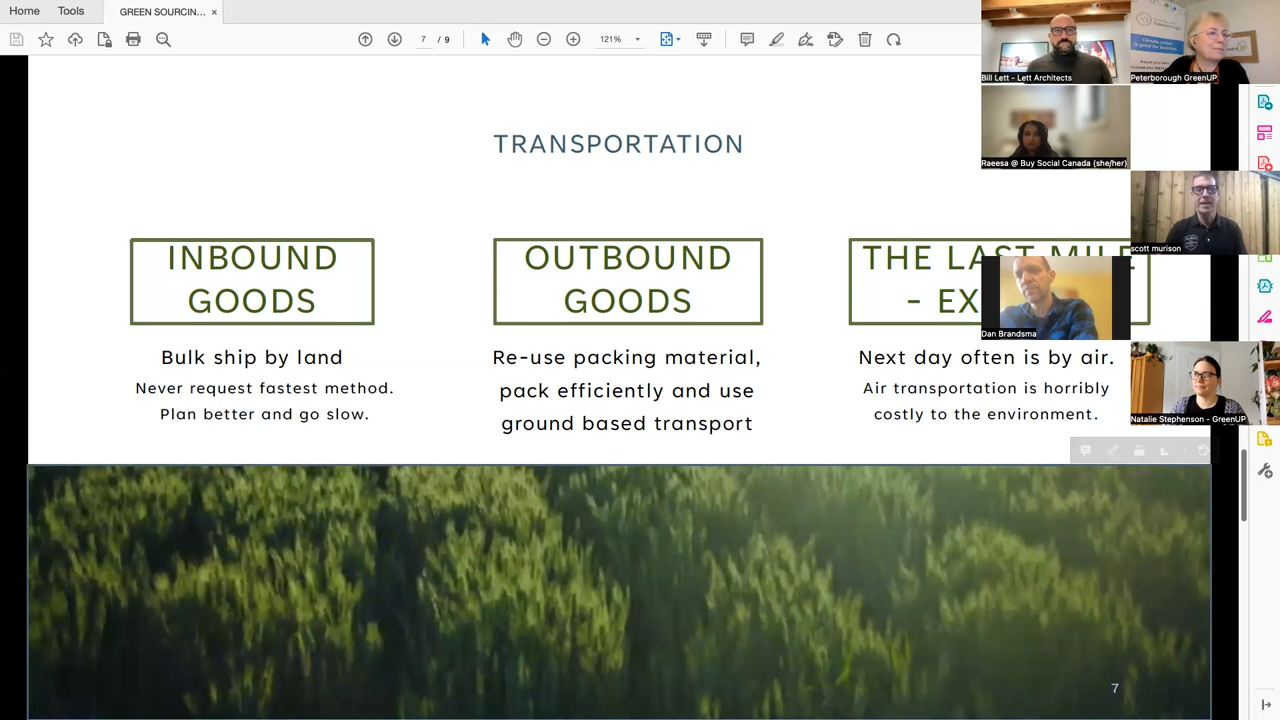 Home
Tools
GREEN SOURCIN...
7 / 9
121%
TRANSPORTATION
INBOUND
GOODS
Bulk ship by land
Never request fastest method.
Plan better and go slow.
OUTBOUND
GOODS
Re-use packing material,
pack efficiently and use
ground based transport
THE LAST MILE
- EX
Next day often is by air.
Air transportation is horribly
costly to the environment.
7
Bill Lett - Lett Architects
Peterborough GreenUP
Raeesa @ Buy Social Canada (she/her)
scott murison
Dan Brandsma
Natalie Stephenson - GreenUP